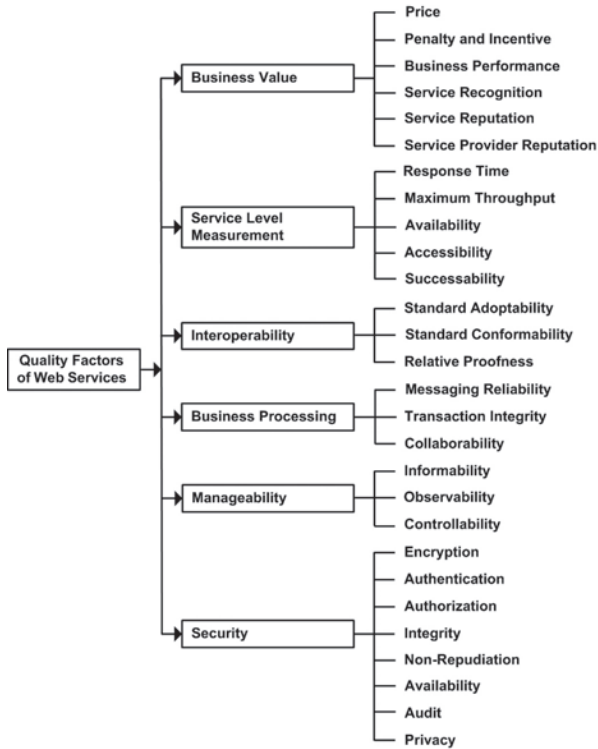 Quality Factors
of Web Services
Business Value
Price
Penalty and Incentive
Business Performance
Service Recognition
Service Reputation
Service Provider Reputation
Service Level
Measurement
Response Time
Maximum Throughput
Availability
Accessibility
Successability
Interoperability
Standard Adoptability
Standard Conformability
Relative Proofness
Business Processing
Messaging Reliability
Transaction Integrity
Collaborability
Manageability
Informability
Observability
Controllability
Security
Encryption
Authentication
Authorization
Integrity
Non-Repudiation
Availability
Audit
Privacy